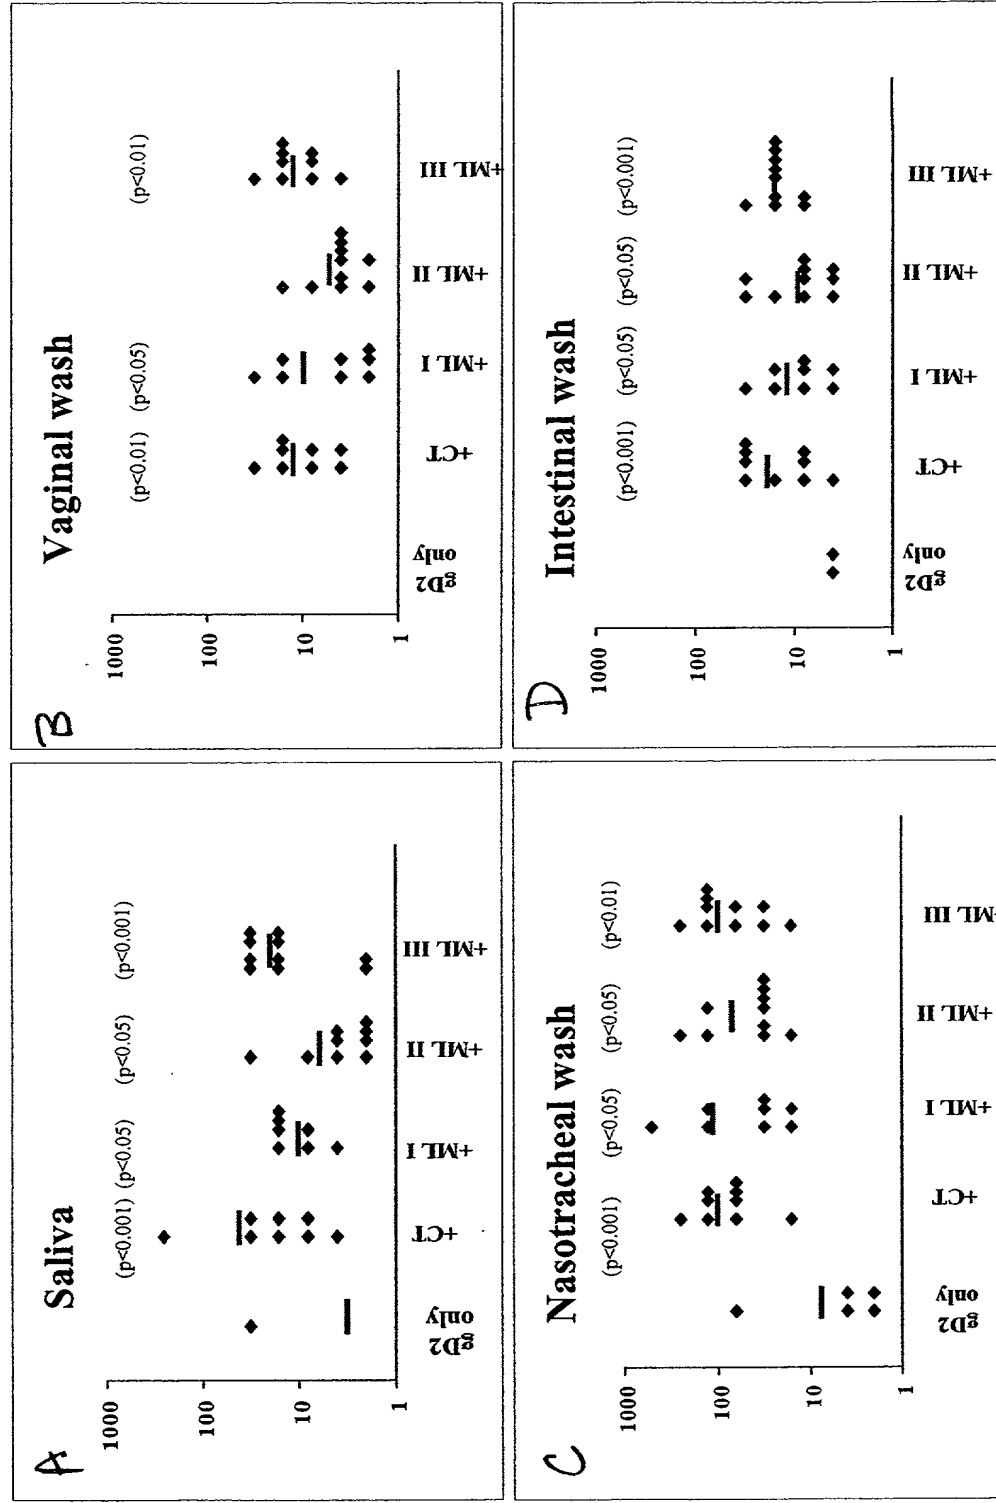 A
Saliva
(p<0.001) (p<0.05) (p<0.05) (p<0.001)
1000
100
10
1
gD2 only
+CT
+ML I
+ML II
+ML III
B
Vaginal wash
(p<0.01) (p<0.05) (p<0.01)
1000
100
10
1
gD2 only
+CT
+ML I
+ML II
+ML III
C
Nasotracheal wash
(p<0.001) (p<0.05) (p<0.05) (p<0.01)
1000
100
10
1
gD2 only
+CT
+ML I
+ML II
+ML III
D
Intestinal wash
(p<0.001) (p<0.05) (p<0.05) (p<0.001)
1000
100
10
1
gD2 only
+CT
+ML I
+ML II
+ML III